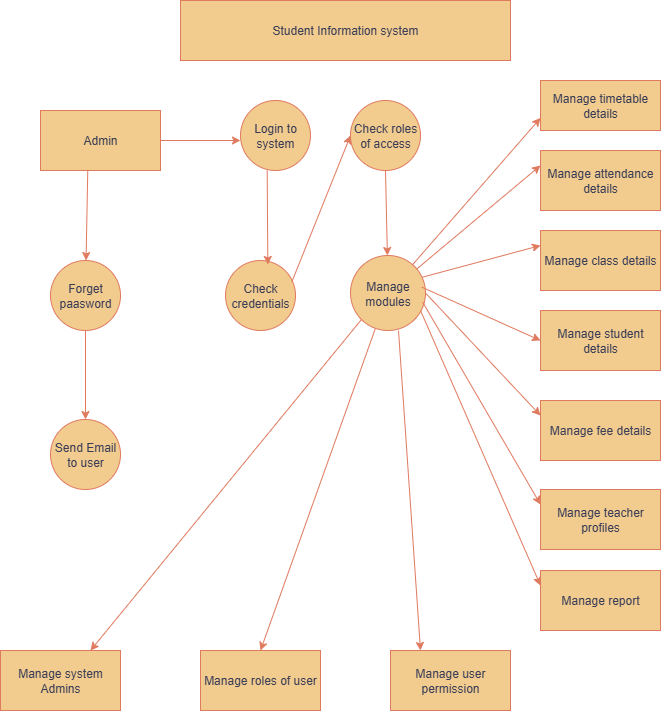 Student Information system
Admin
Login to
system
Check roles
of access
Manage timetable
details
Manage attendance
details
Manage class details
Forget
paasword
Check
credentials
Manage
modules
Manage student
details
Send Email
to user
Manage fee details
Manage teacher
profiles
Manage report
Manage system
Admins
Manage roles of user
Manage user
permission